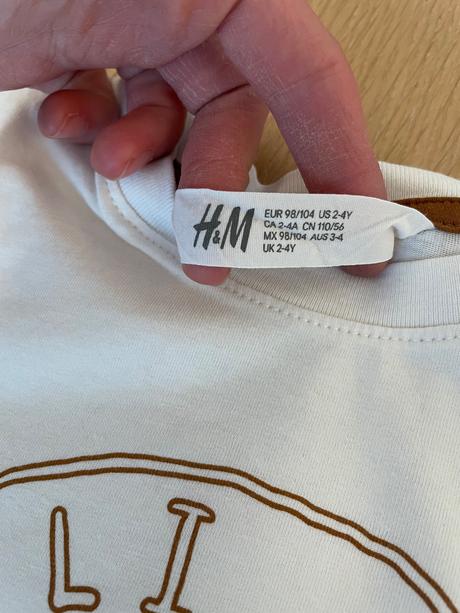 H&M
EUR 98/104 US 2-4Y
CA 2-4A CN 110/56
MX 98/104 AUS 3-4
UK 2-4Y
L I